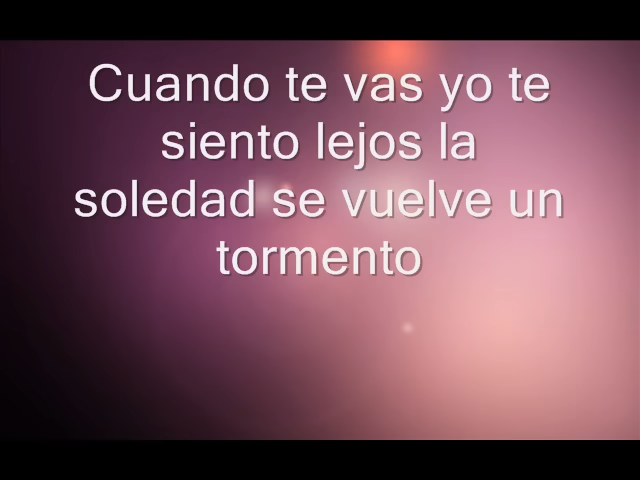 Cuando te vas yo te
siento lejos la
soledad se vuelve un
tormento